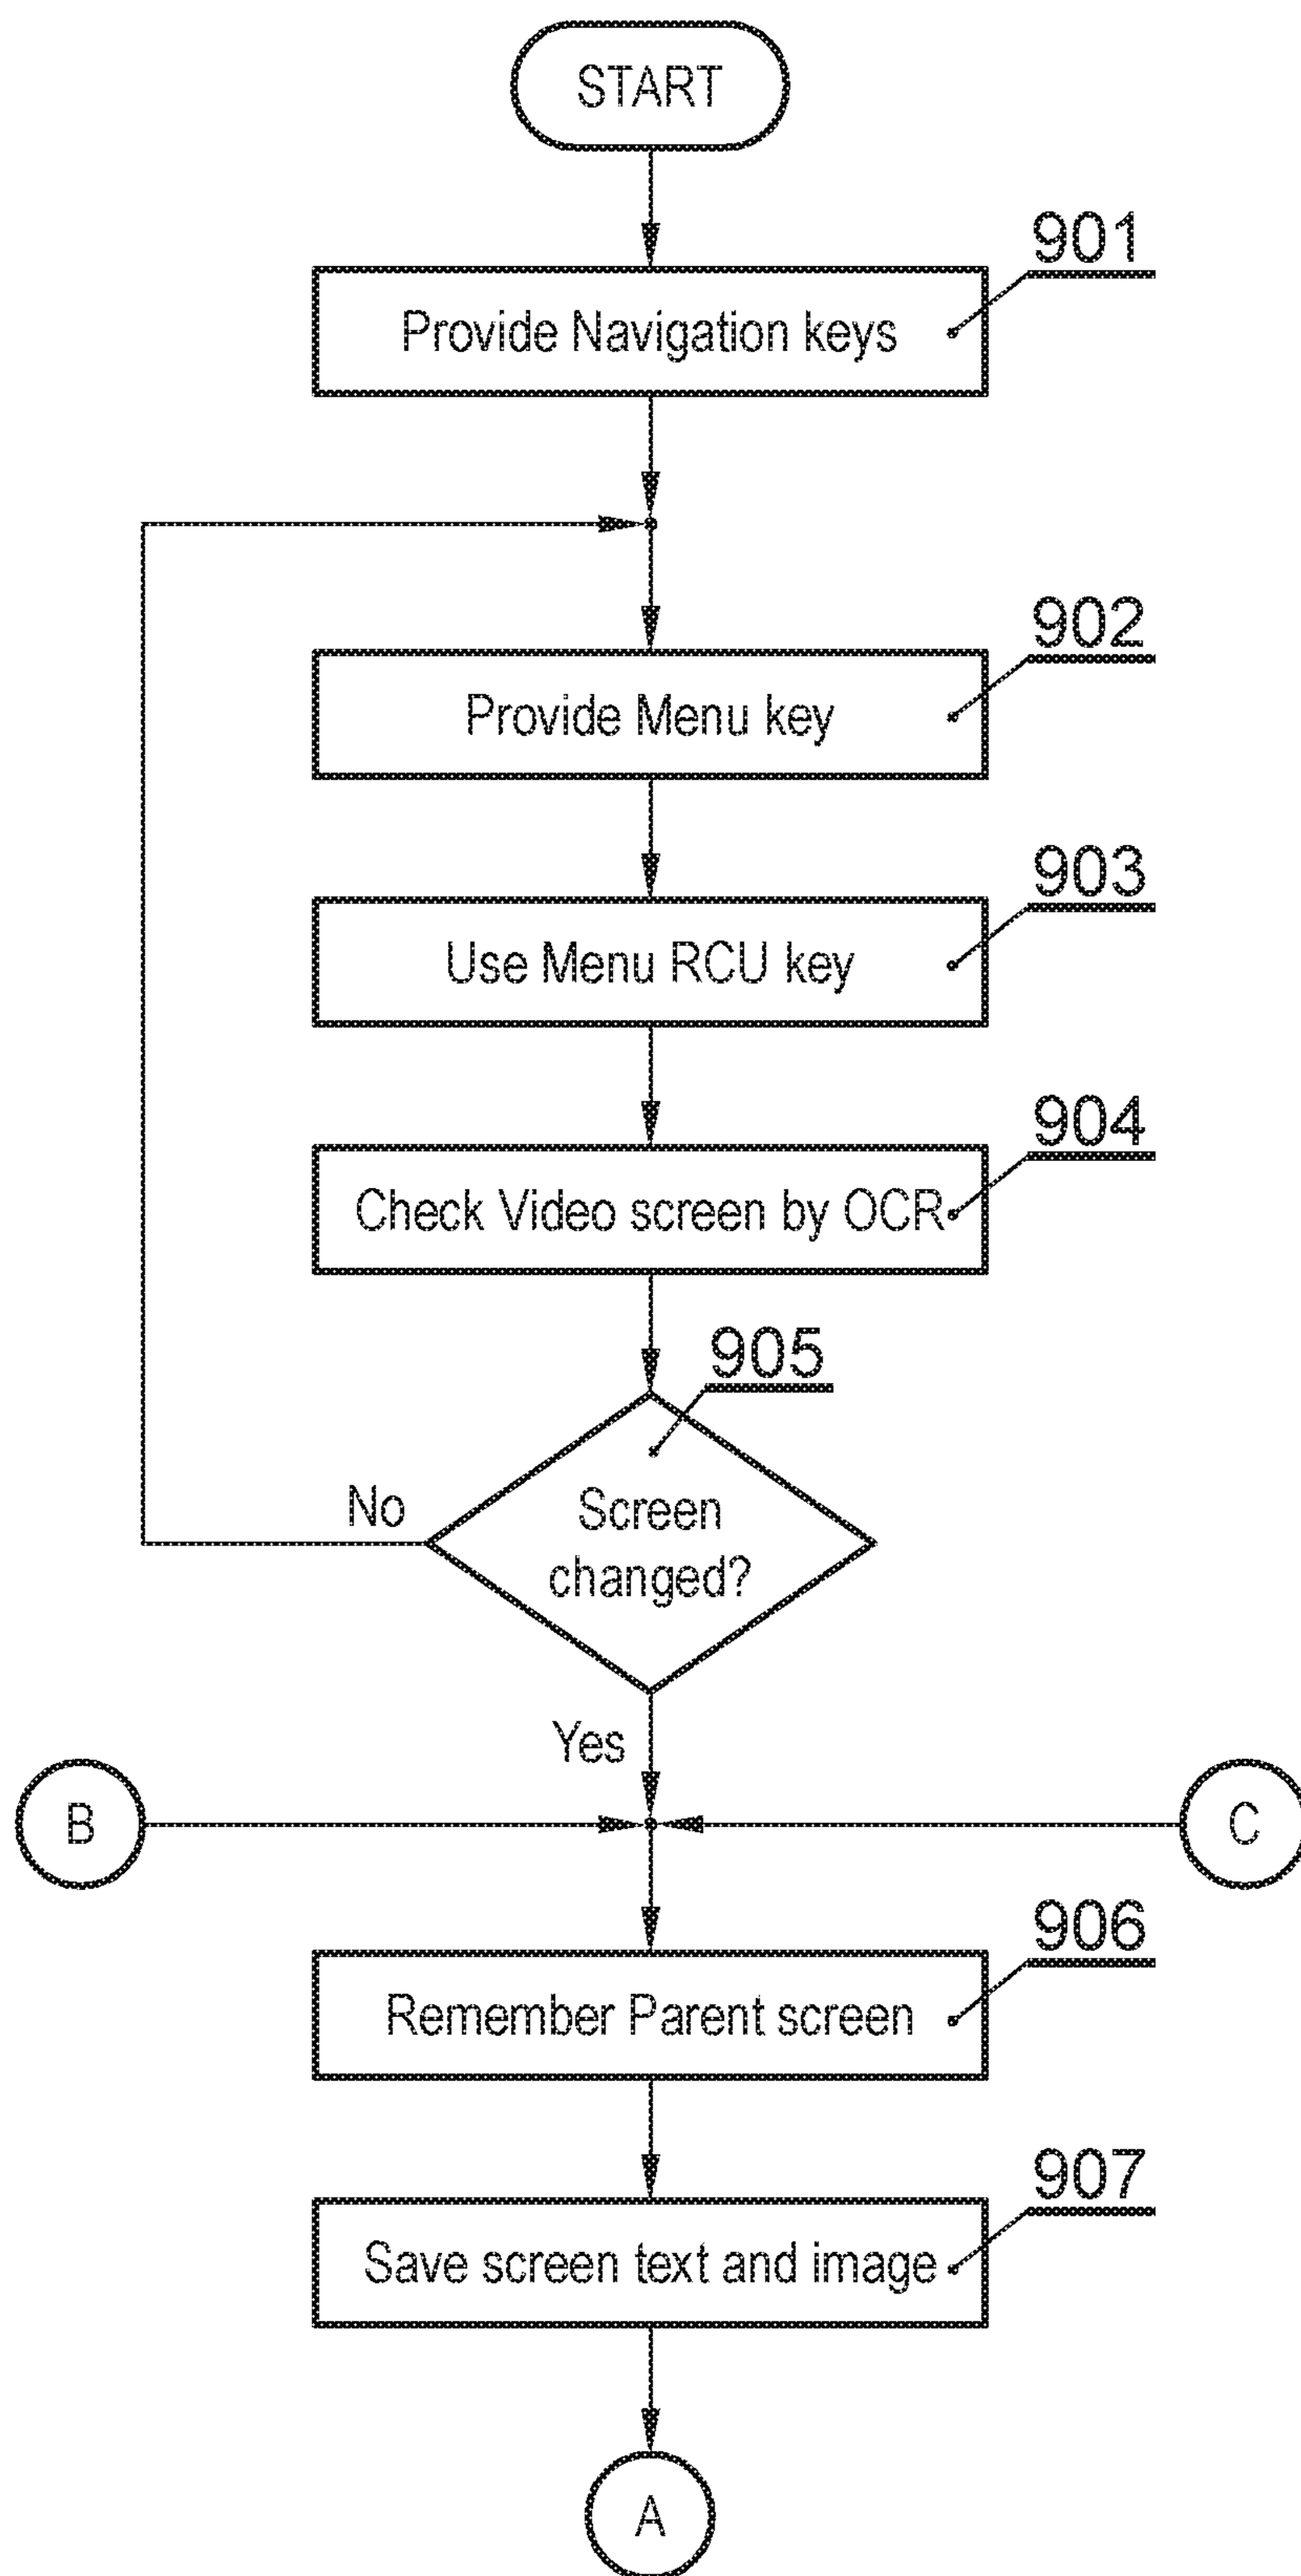 START
901
Provide Navigation keys
902
Provide Menu key
903
Use Menu RCU key
904
Check Video screen by OCR
905
Screen
changed?
No
Yes
B
C
906
Remember Parent screen
907
Save screen text and image
A